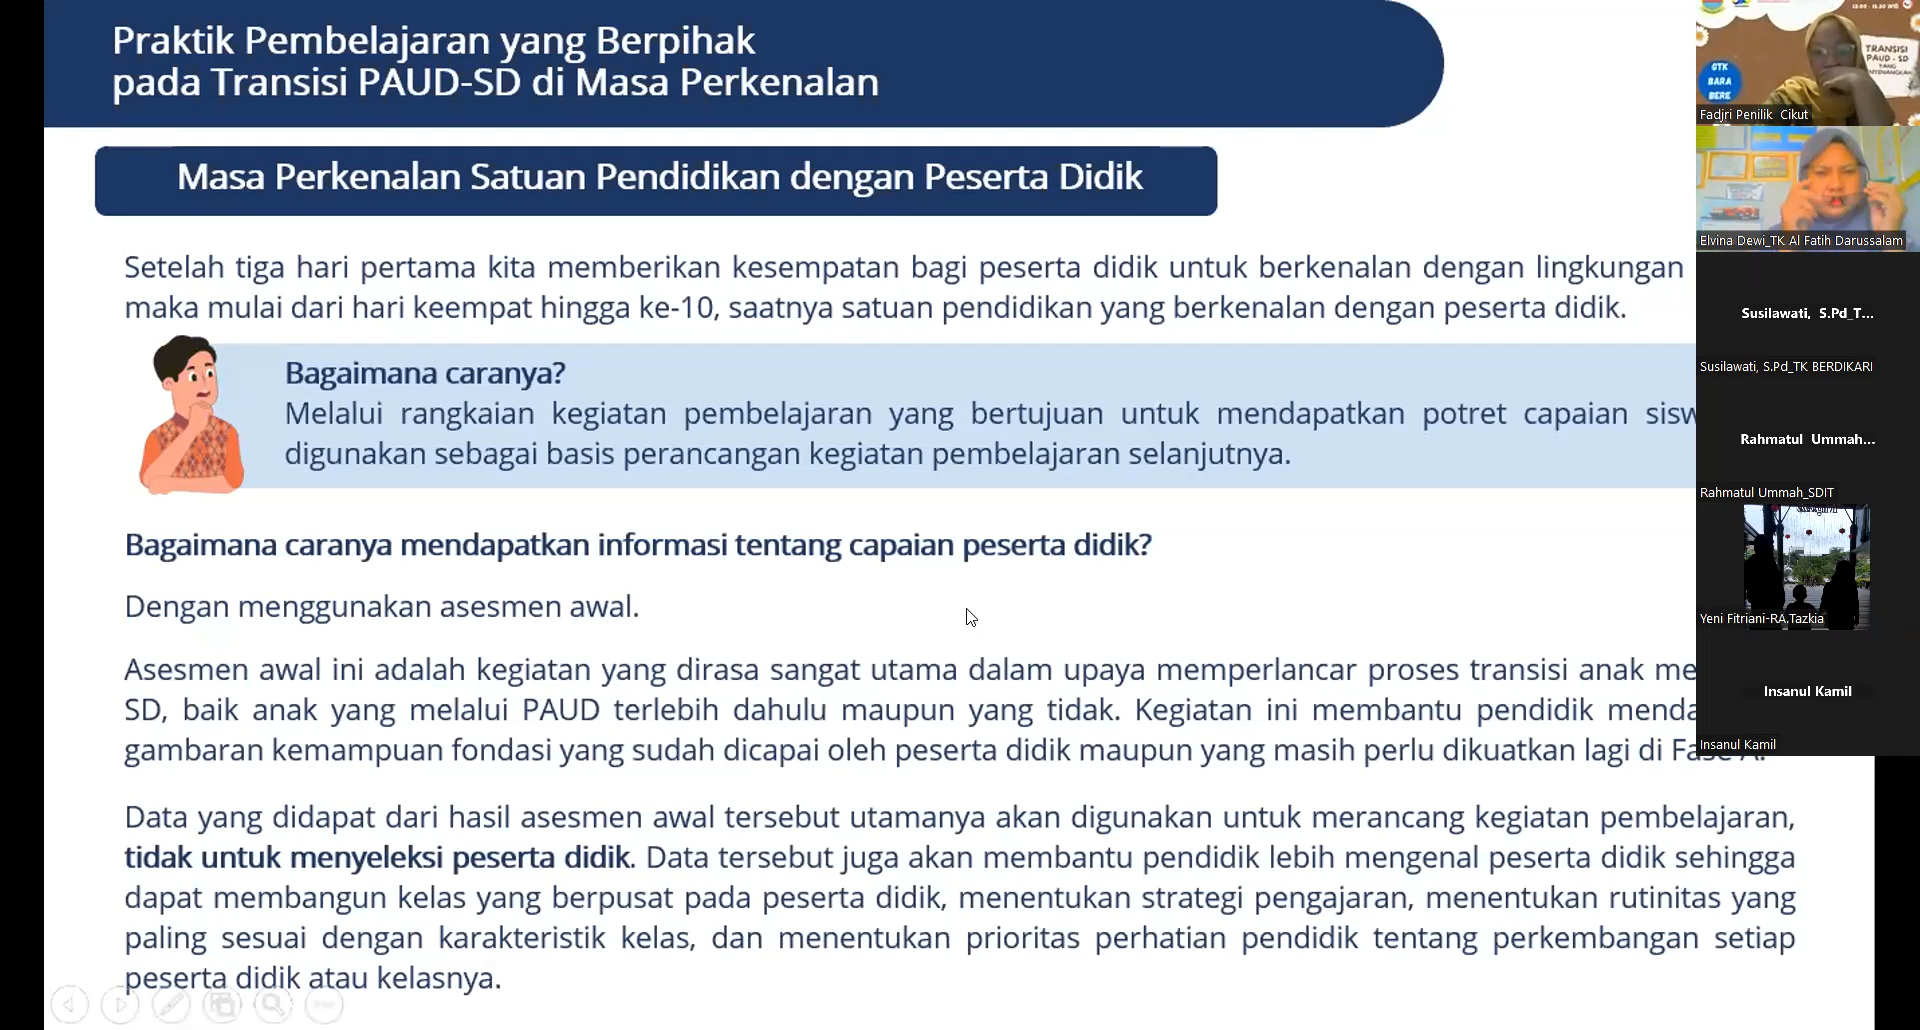 Praktik Pembelajaran yang Berpihak
pada Transisi PAUD-SD di Masa Perkenalan
Masa Perkenalan Satuan Pendidikan dengan Peserta Didik
Setelah tiga hari pertama kita memberikan kesempatan bagi peserta didik untuk berkenalan dengan lingkungan
maka mulai dari hari keempat hingga ke-10, saatnya satuan pendidikan yang berkenalan dengan peserta didik.
Bagaimana caranya?
Melalui rangkaian kegiatan pembelajaran yang bertujuan untuk mendapatkan potret capaian
digunakan sebagai basis perancangan kegiatan pembelajaran selanjutnya.
Bagaimana caranya mendapatkan informasi tentang capaian peserta didik?
Dengan menggunakan asesmen awal.
Asesmen awal ini adalah kegiatan yang dirasa sangat utama dalam upaya memperlancar proses transisi anak
SD, baik anak yang melalui PAUD terlebih dahulu maupun yang tidak. Kegiatan ini membantu pendidik
gambaran kemampuan fondasi yang sudah dicapai oleh peserta didik maupun yang masih perlu dikuatkan lagi di Fase A.
Data yang didapat dari hasil asesmen awal tersebut utamanya akan digunakan untuk merancang kegiatan pembelajaran,
tidak untuk menyeleksi peserta didik. Data tersebut juga akan membantu pendidik lebih mengenal peserta didik sehingga
dapat membangun kelas yang berpusat pada peserta didik, menentukan strategi pengajaran, menentukan rutinitas yang
paling sesuai dengan karakteristik kelas, dan menentukan prioritas perhatian pendidik tentang perkembangan setiap
peserta didik atau kelasnya.
TRANSISI
PAUD - SD
YANG
GTK
BARA
BERE
Fadjri Penilik Cikut
Elvina Dewi_TK Al Fatih Darussalam
Susilawati, S.Pd_T...
Susilawati, S.Pd_TK BERDIKARI
Rahmatul Ummah...
Rahmatul Ummah_SDIT
Yeni Fitriani-RA.Tazkia
Insanul Kamil
Insanul Kamil